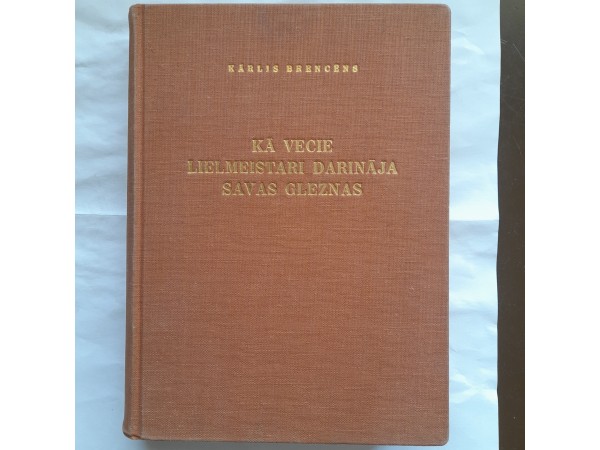 KĀRLIS BRENCĒNS
KĀ VECIE
LIELMEISTARI DARINĀJA
SAVAS GLEZNAS